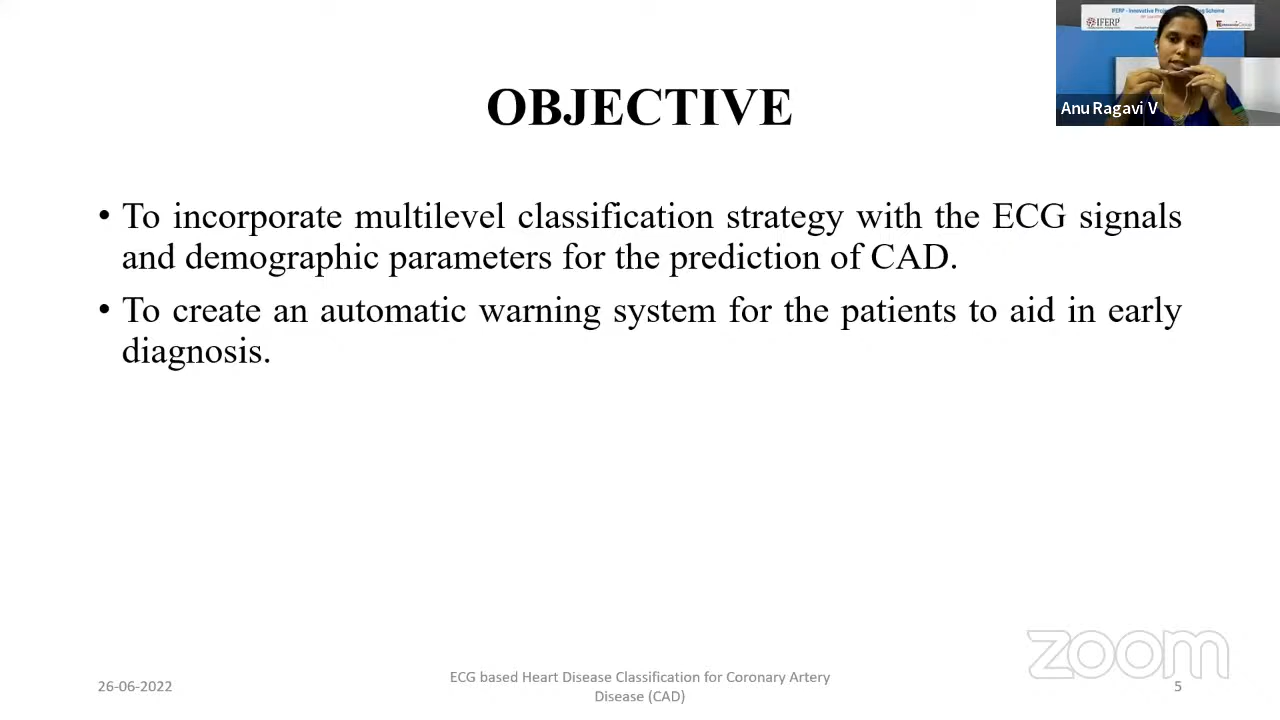 IFERP
Anu Ragavi V
OBJECTIVE
• To incorporate multilevel classification strategy with the ECG signals
and demographic parameters for the prediction of CAD.
• To create an automatic warning system for the patients to aid in early
diagnosis.
zoom
26-06-2022
ECG based Heart Disease Classification for Coronary Artery
Disease (CAD)
5